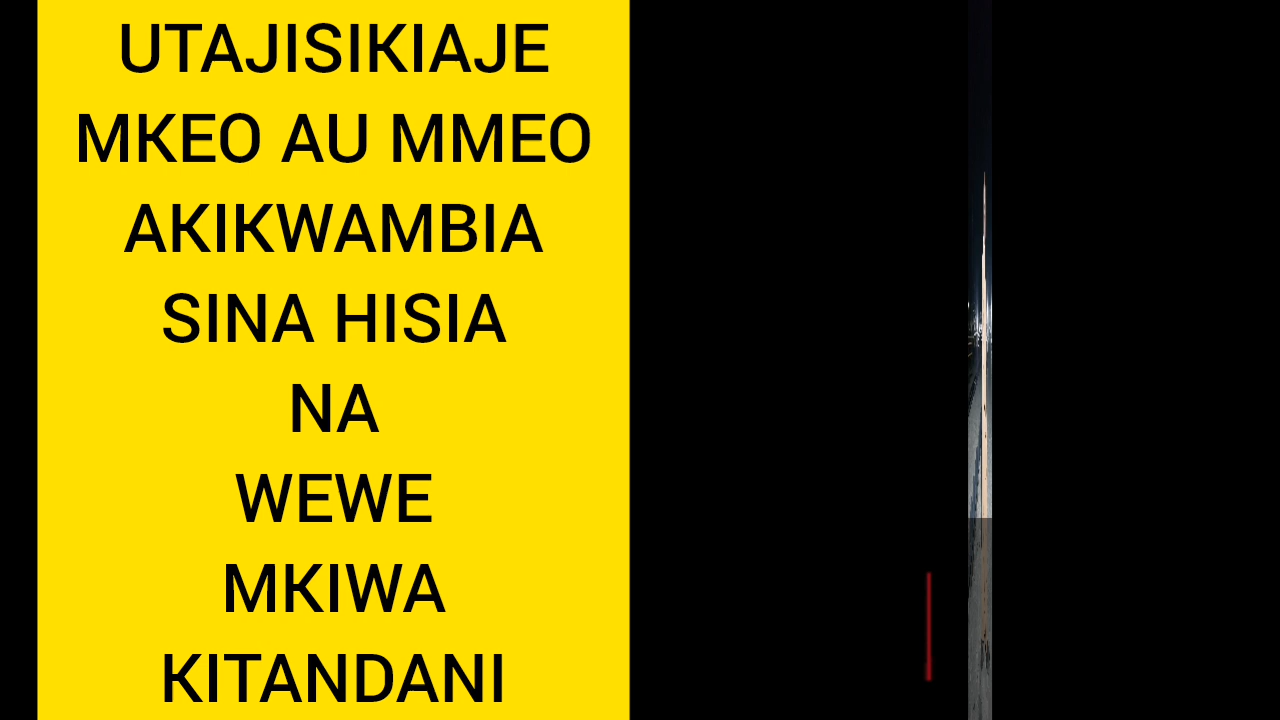 UTAJISIKIAJE
MKEO AU MMEO
AKIKWAMBIA
SINA HISIA
NA
WEWE
MKIWA
KITANDANI